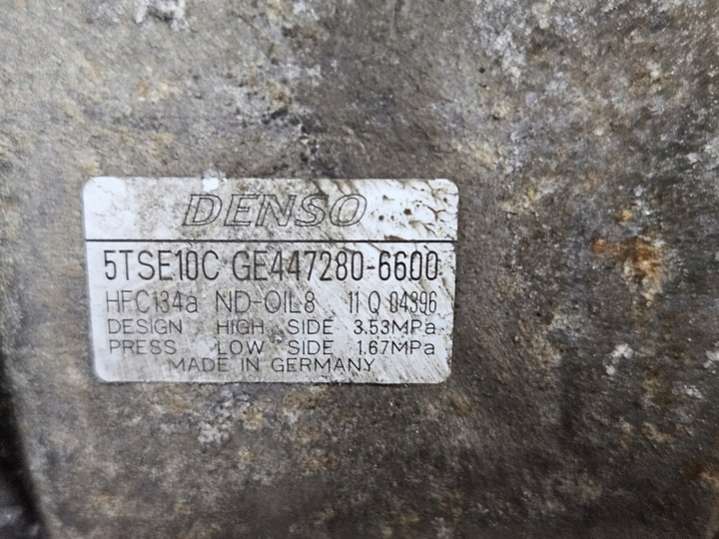 DENSO
5TSE10C GE447280-6600
HFC134a ND-OIL8 11 Q 04396
DESIGN HIGH SIDE 3.53MPa
PRESS LOW SIDE 1.67MPa
MADE IN GERMANY